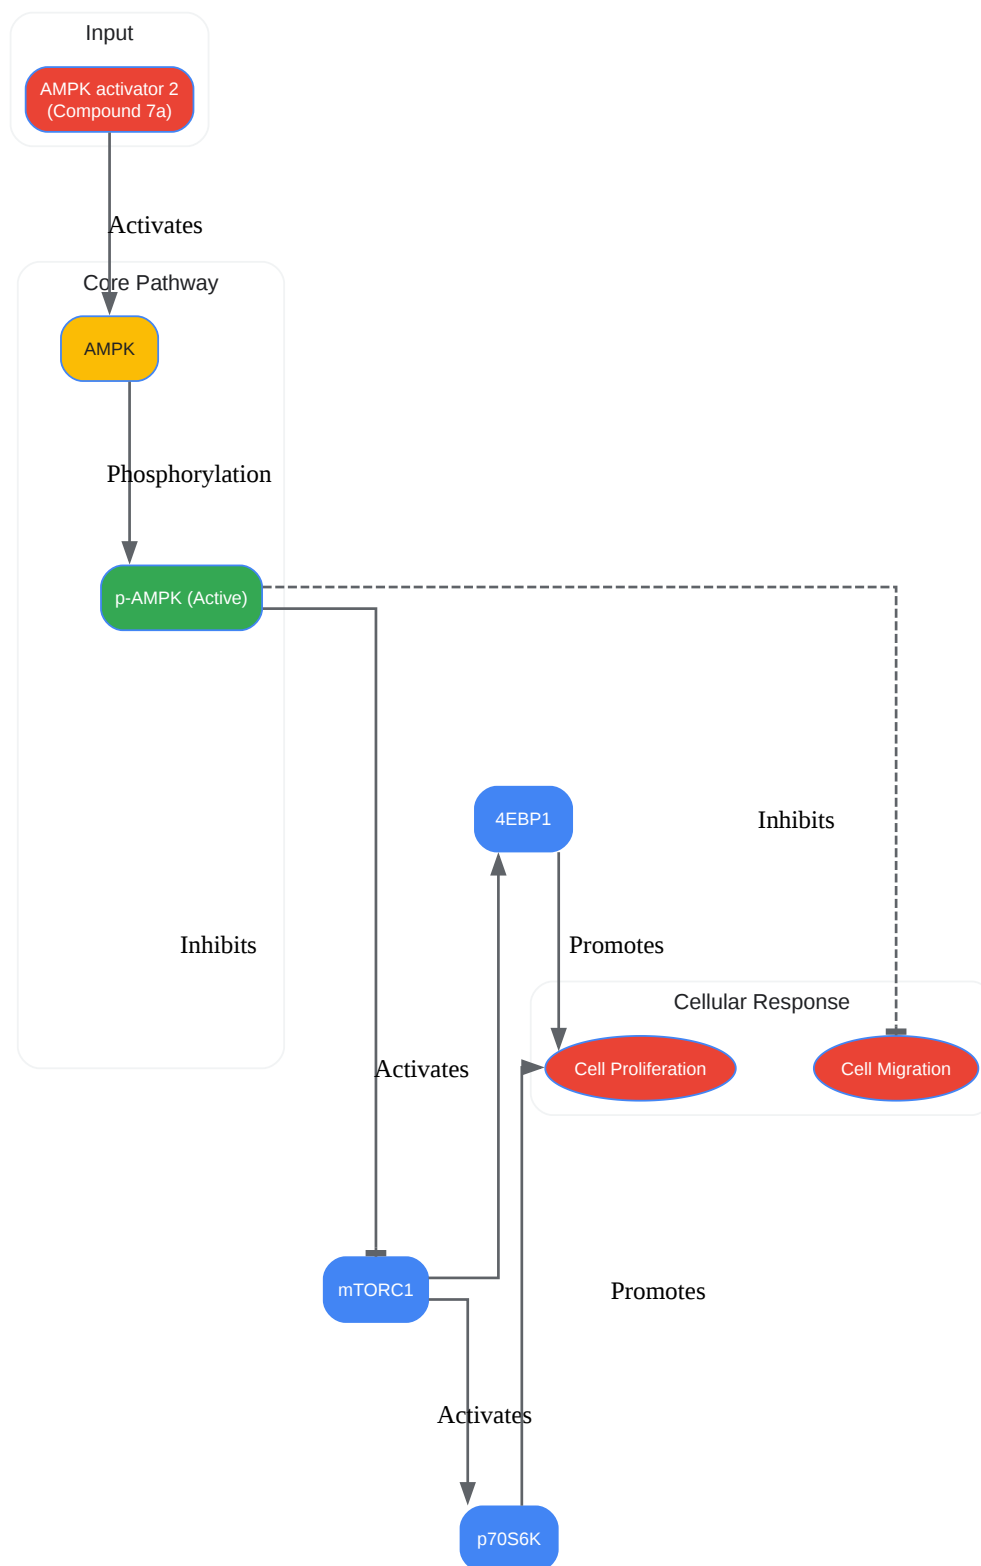 Input
AMPK activator 2
(Compound 7a)
Activates
Core Pathway
AMPK
Phosphorylation
p-AMPK (Active)
4EBP1
Inhibits
Inhibits
Promotes
Cellular Response
Activates
Cell Proliferation
Cell Migration
mTORC1
Promotes
Activates
p70S6K